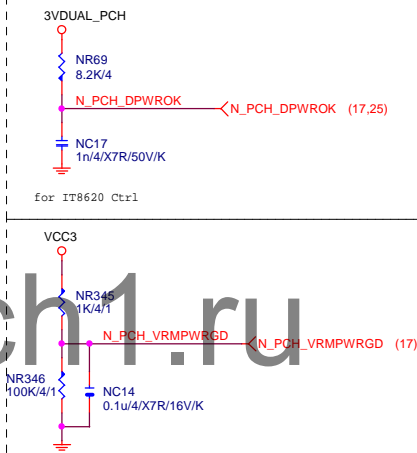 3VDUAL_PCH
NR69
8.2K/4
N_PCH_DPWROK
N_PCH_DPWROK (17,25)
NC17
1n/4/X7R/50V/K
for IT8620 Ctrl
VCC3
NR345
1K/4/1
ch1.ru
N_PCH_VRMPWRGD
N_PCH_VRMPWRGD (17)
NR346
100K/4/1
NC14
0.1u/4/X7R/16V/K